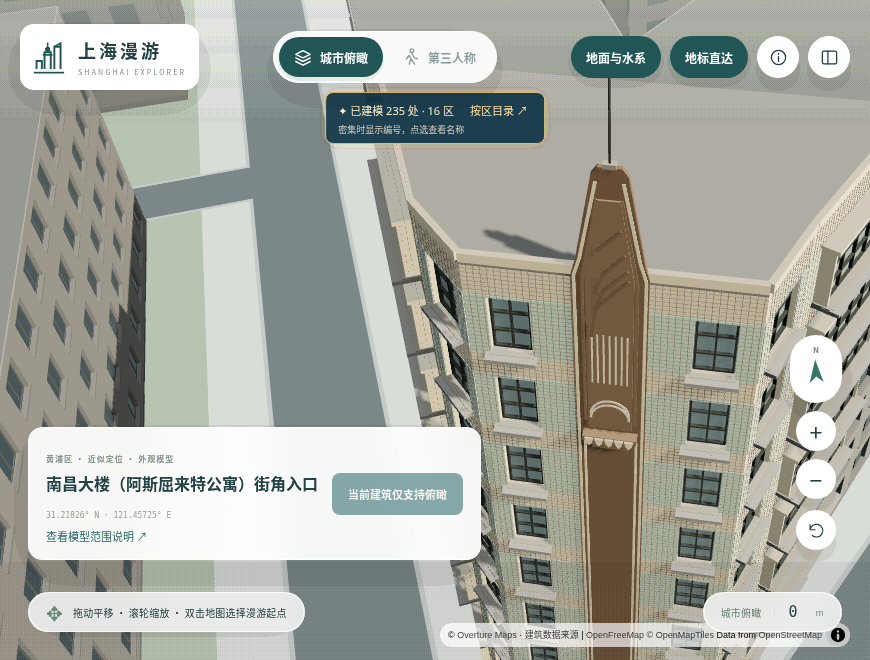 上海漫游
SHANGHAI EXPLORER
城市俯瞰
第三人称
地面与水系
地标直达
✦ 已建模 235 处 · 16 区 按区目录 ↗
密集时显示编号，点选查看名称
N
+
−
黄浦区 · 近似定位 · 外观模型
南昌大楼（阿斯屈来特公寓）街角入口
当前建筑仅支持俯瞰
31.21826° N · 121.45725° E
查看模型范围说明 ↗
拖动平移 · 滚轮缩放 · 双击地图选择漫游起点
城市俯瞰 0 m
© Overture Maps · 建筑数据来源 | OpenFreeMap © OpenMapTiles Data from OpenStreetMap